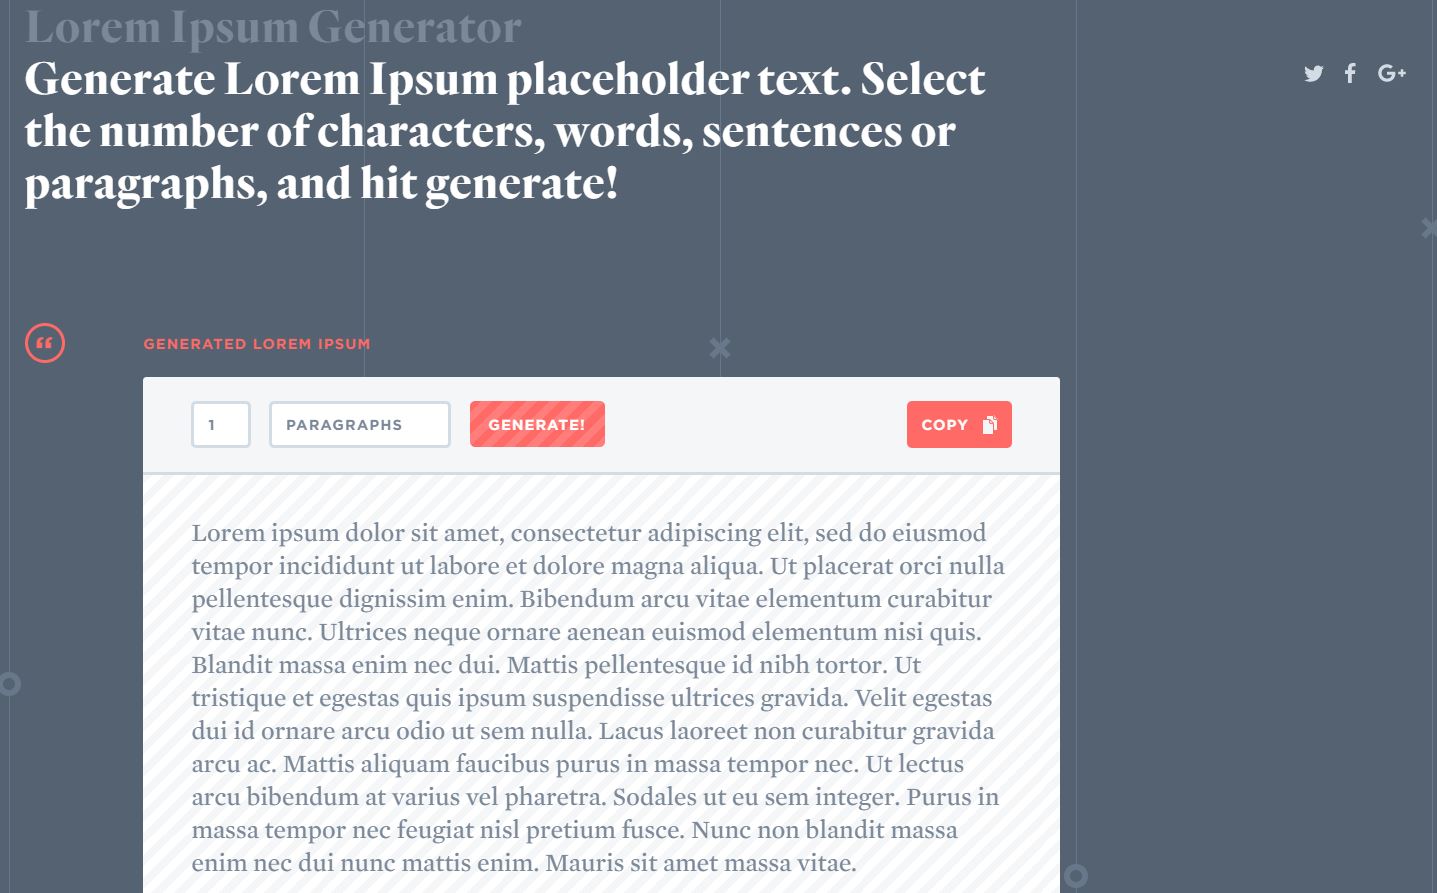 Lorem Ipsum Generator
Generate Lorem Ipsum placeholder text. Select
the number of characters, words, sentences or
paragraphs, and hit generate!
GENERATED LOREM IPSUM
1 PARAGRAPHS GENERATE! COPY
Lorem ipsum dolor sit amet, consectetur adipiscing elit, sed do eiusmod
tempor incididunt ut labore et dolore magna aliqua. Ut placerat orci nulla
pellentesque dignissim enim. Bibendum arcu vitae elementum curabitur
vitae nunc. Ultrices neque ornare aenean euismod elementum nisi quis.
Blandit massa enim nec dui. Mattis pellentesque id nibh tortor. Ut
tristique et egestas quis ipsum suspendisse ultrices gravida. Velit egestas
dui id ornare arcu odio ut sem nulla. Lacus laoreet non curabitur gravida
arcu ac. Mattis aliquam faucibus purus in massa tempor nec. Ut lectus
arcu bibendum at varius vel pharetra. Sodales ut eu sem integer. Purus in
massa tempor nec feugiat nisl pretium fusce. Nunc non blandit massa
enim nec dui nunc mattis enim. Mauris sit amet massa vitae.